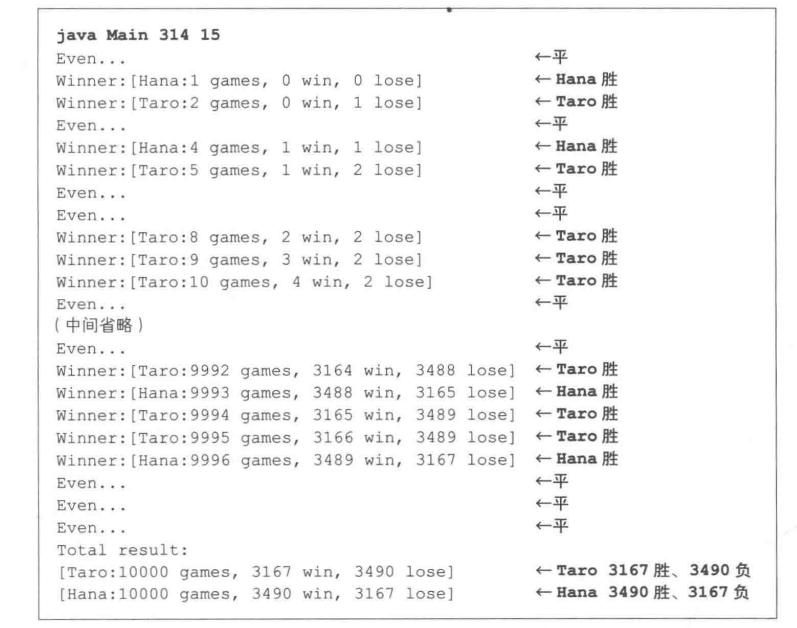 java Main 314 15
Even... ←平
Winner:[Hana:1 games, 0 win, 0 lose] ←Hana 胜
Winner:[Taro:2 games, 0 win, 1 lose] ←Taro 胜
Even... ←平
Winner:[Hana:4 games, 1 win, 1 lose] ←Hana 胜
Winner:[Taro:5 games, 1 win, 2 lose] ←Taro 胜
Even... ←平
Even... ←平
Winner:[Taro:8 games, 2 win, 2 lose] ←Taro 胜
Winner:[Taro:9 games, 3 win, 2 lose] ←Taro 胜
Winner:[Taro:10 games, 4 win, 2 lose] ←Taro 胜
Even... ←平
(中间省略)
Even... ←平
Winner:[Taro:9992 games, 3164 win, 3488 lose] ←Taro 胜
Winner:[Hana:9993 games, 3488 win, 3165 lose] ←Hana 胜
Winner:[Taro:9994 games, 3165 win, 3489 lose] ←Taro 胜
Winner:[Taro:9995 games, 3166 win, 3489 lose] ←Taro 胜
Winner:[Hana:9996 games, 3489 win, 3167 lose] ←Hana 胜
Even... ←平
Even... ←平
Even... ←平
Total result:
[Taro:10000 games, 3167 win, 3490 lose] ←Taro 3167 胜、3490 负
[Hana:10000 games, 3490 win, 3167 lose] ←Hana 3490 胜、3167 负